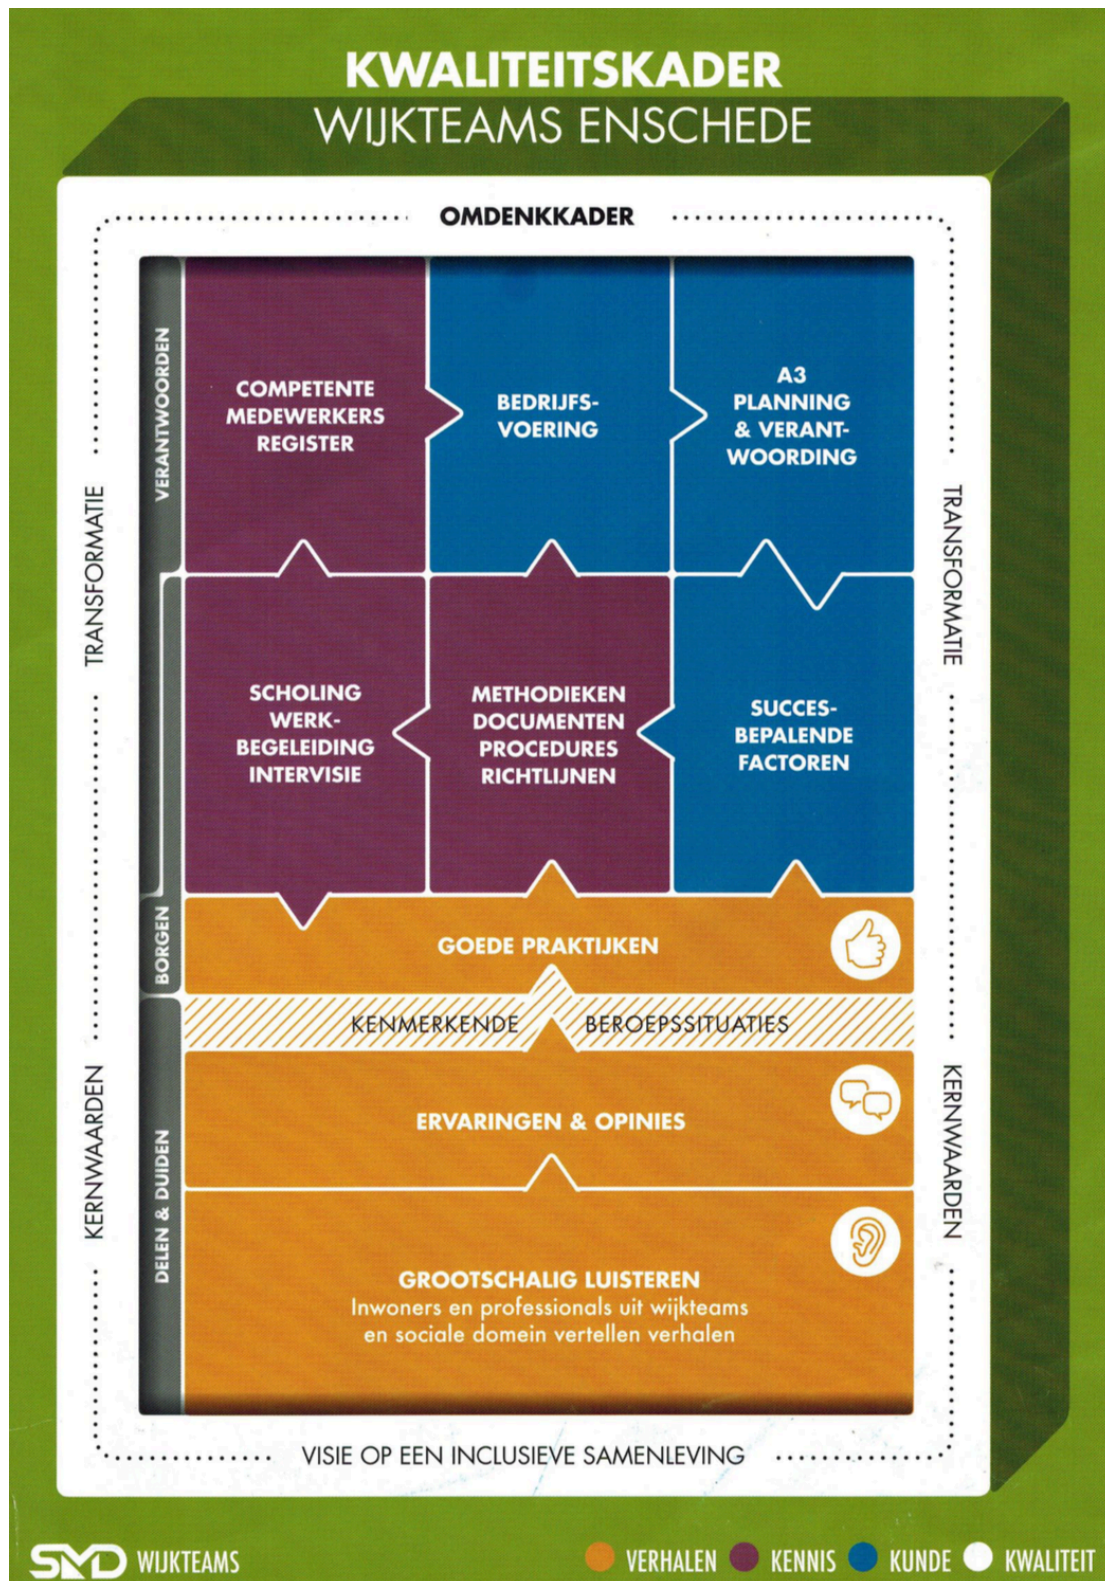 KWALITEITSKADER
WIJKTEAMS ENSCHEDE
OMDENKKADER
VERANTWOORDEN
COMPETENTE
MEDEWERKERS
REGISTER
BEDRIJFS-
VOERING
A3
PLANNING
& VERANT-
WOORDING
TRANSFORMATIE
TRANSFORMATIE
SCHOLING
WERK-
BEGELEIDING
INTERVISIE
METHODIEKEN
DOCUMENTEN
PROCEDURES
RICHTLIJNEN
SUCCES-
BEPALENDE
FACTOREN
BORGEN
GOEDE PRAKTIJKEN
KENMERKENDE BEROEPSSITUATIES
KERNWAARDEN
KERNWAARDEN
DELEN & DUIDEN
ERVARINGEN & OPINIES
GROOTSCHALIG LUISTEREN
Inwoners en professionals uit wijkteams
en sociale domein vertellen verhalen
VISIE OP EEN INCLUSIEVE SAMENLEVING
SMD WIJKTEAMS
VERHALEN KENNIS KUNDE KWALITEIT